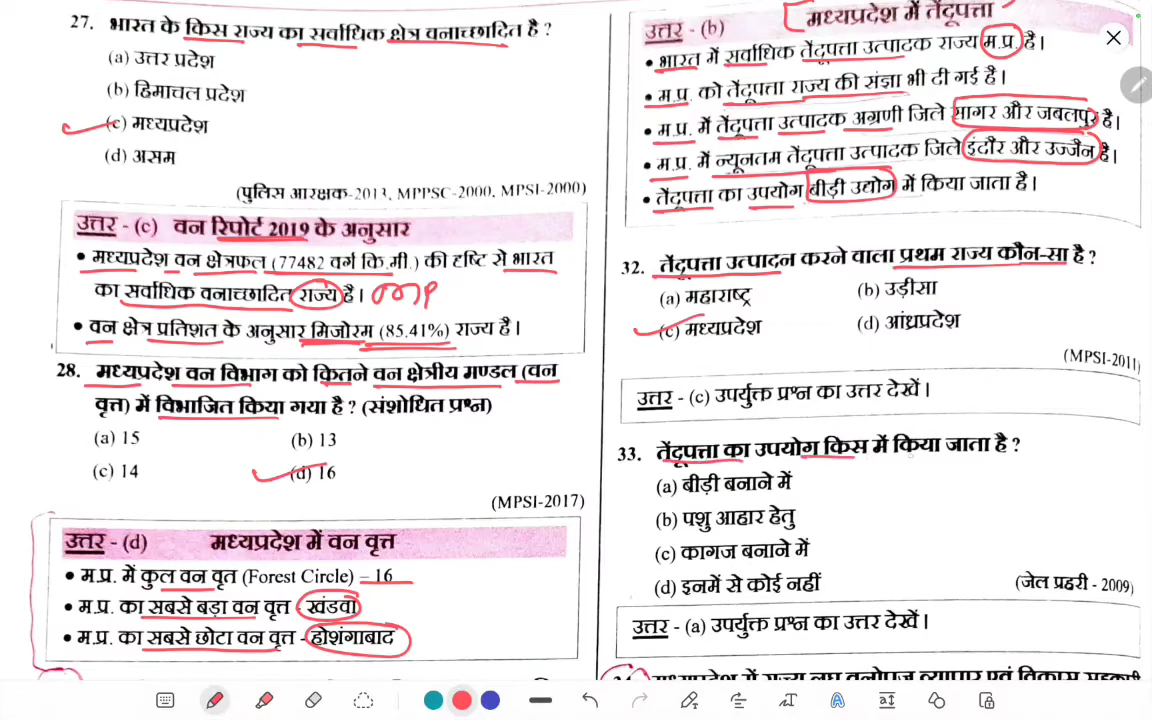 27. भारत के किस राज्य का सर्वाधिक क्षेत्र वनाच्छादित है ?
(a) उत्तर प्रदेश
(b) हिमाचल प्रदेश
(c) मध्यप्रदेश
(d) असम
(पुलिस आरक्षक-2013, MPPSC-2000, MPSI-2000)
उत्तर - (c) वन रिपोर्ट 2019 के अनुसार
• मध्यप्रदेश वन क्षेत्रफल (77482 वर्ग कि.मी.) की दृष्टि से भारत
का सर्वाधिक वनाच्छादित राज्य है। mp
• वन क्षेत्र प्रतिशत के अनुसार मिजोरम (85.41%) राज्य है।
28. मध्यप्रदेश वन विभाग को कितने वन क्षेत्रीय मण्डल (वन
वृत्त) में विभाजित किया गया है ? (संशोधित प्रश्न)
(a) 15 (b) 13
(c) 14 (d) 16
(MPSI-2017)
उत्तर - (d) मध्यप्रदेश में वन वृत्त
• म.प्र. में कुल वन वृत (Forest Circle) – 16
• म.प्र. का सबसे बड़ा वन वृत्त - खंडवा
• म.प्र. का सबसे छोटा वन वृत्त - होशंगाबाद
उत्तर - (b) मध्यप्रदेश में तेंदूपत्ता
• भारत में सर्वाधिक तेंदूपत्ता उत्पादक राज्य म.प्र. है।
• म.प्र. को तेंदूपत्ता राज्य की संज्ञा भी दी गई है।
• म.प्र. में तेंदूपत्ता उत्पादक अग्रणी जिले सागर और जबलपुर है।
• म.प्र. में न्यूनतम तेंदूपत्ता उत्पादक जिले इंदौर और उज्जैन है।
• तेंदूपत्ता का उपयोग बीड़ी उद्योग में किया जाता है।
32. तेंदूपत्ता उत्पादन करने वाला प्रथम राज्य कौन-सा है ?
(a) महाराष्ट्र (b) उड़ीसा
(c) मध्यप्रदेश (d) आंध्रप्रदेश
(MPSI-2011)
उत्तर - (c) उपर्युक्त प्रश्न का उत्तर देखें।
33. तेंदूपत्ता का उपयोग किस में किया जाता है ?
(a) बीड़ी बनाने में
(b) पशु आहार हेतु
(c) कागज बनाने में
(d) इनमें से कोई नहीं (जेल प्रहरी - 2009)
उत्तर - (a) उपर्युक्त प्रश्न का उत्तर देखें।